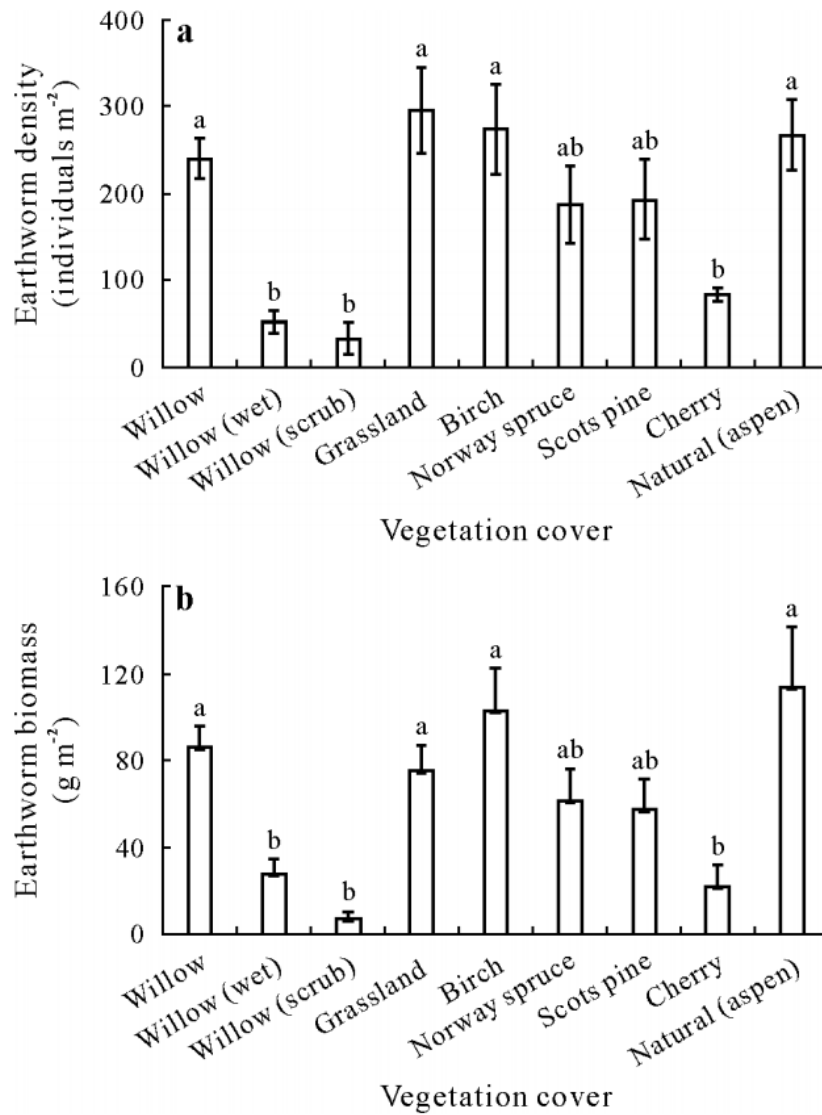 a
Earthworm density
(individuals m⁻²)
400
300
200
100
0
a
b
b
a
a
ab
ab
b
a
Willow
Willow (wet)
Willow (scrub)
Grassland
Birch
Norway spruce
Scots pine
Cherry
Natural (aspen)
Vegetation cover
b
Earthworm biomass
(g m⁻²)
160
120
80
40
0
a
b
b
a
a
ab
ab
b
a
Willow
Willow (wet)
Willow (scrub)
Grassland
Birch
Norway spruce
Scots pine
Cherry
Natural (aspen)
Vegetation cover